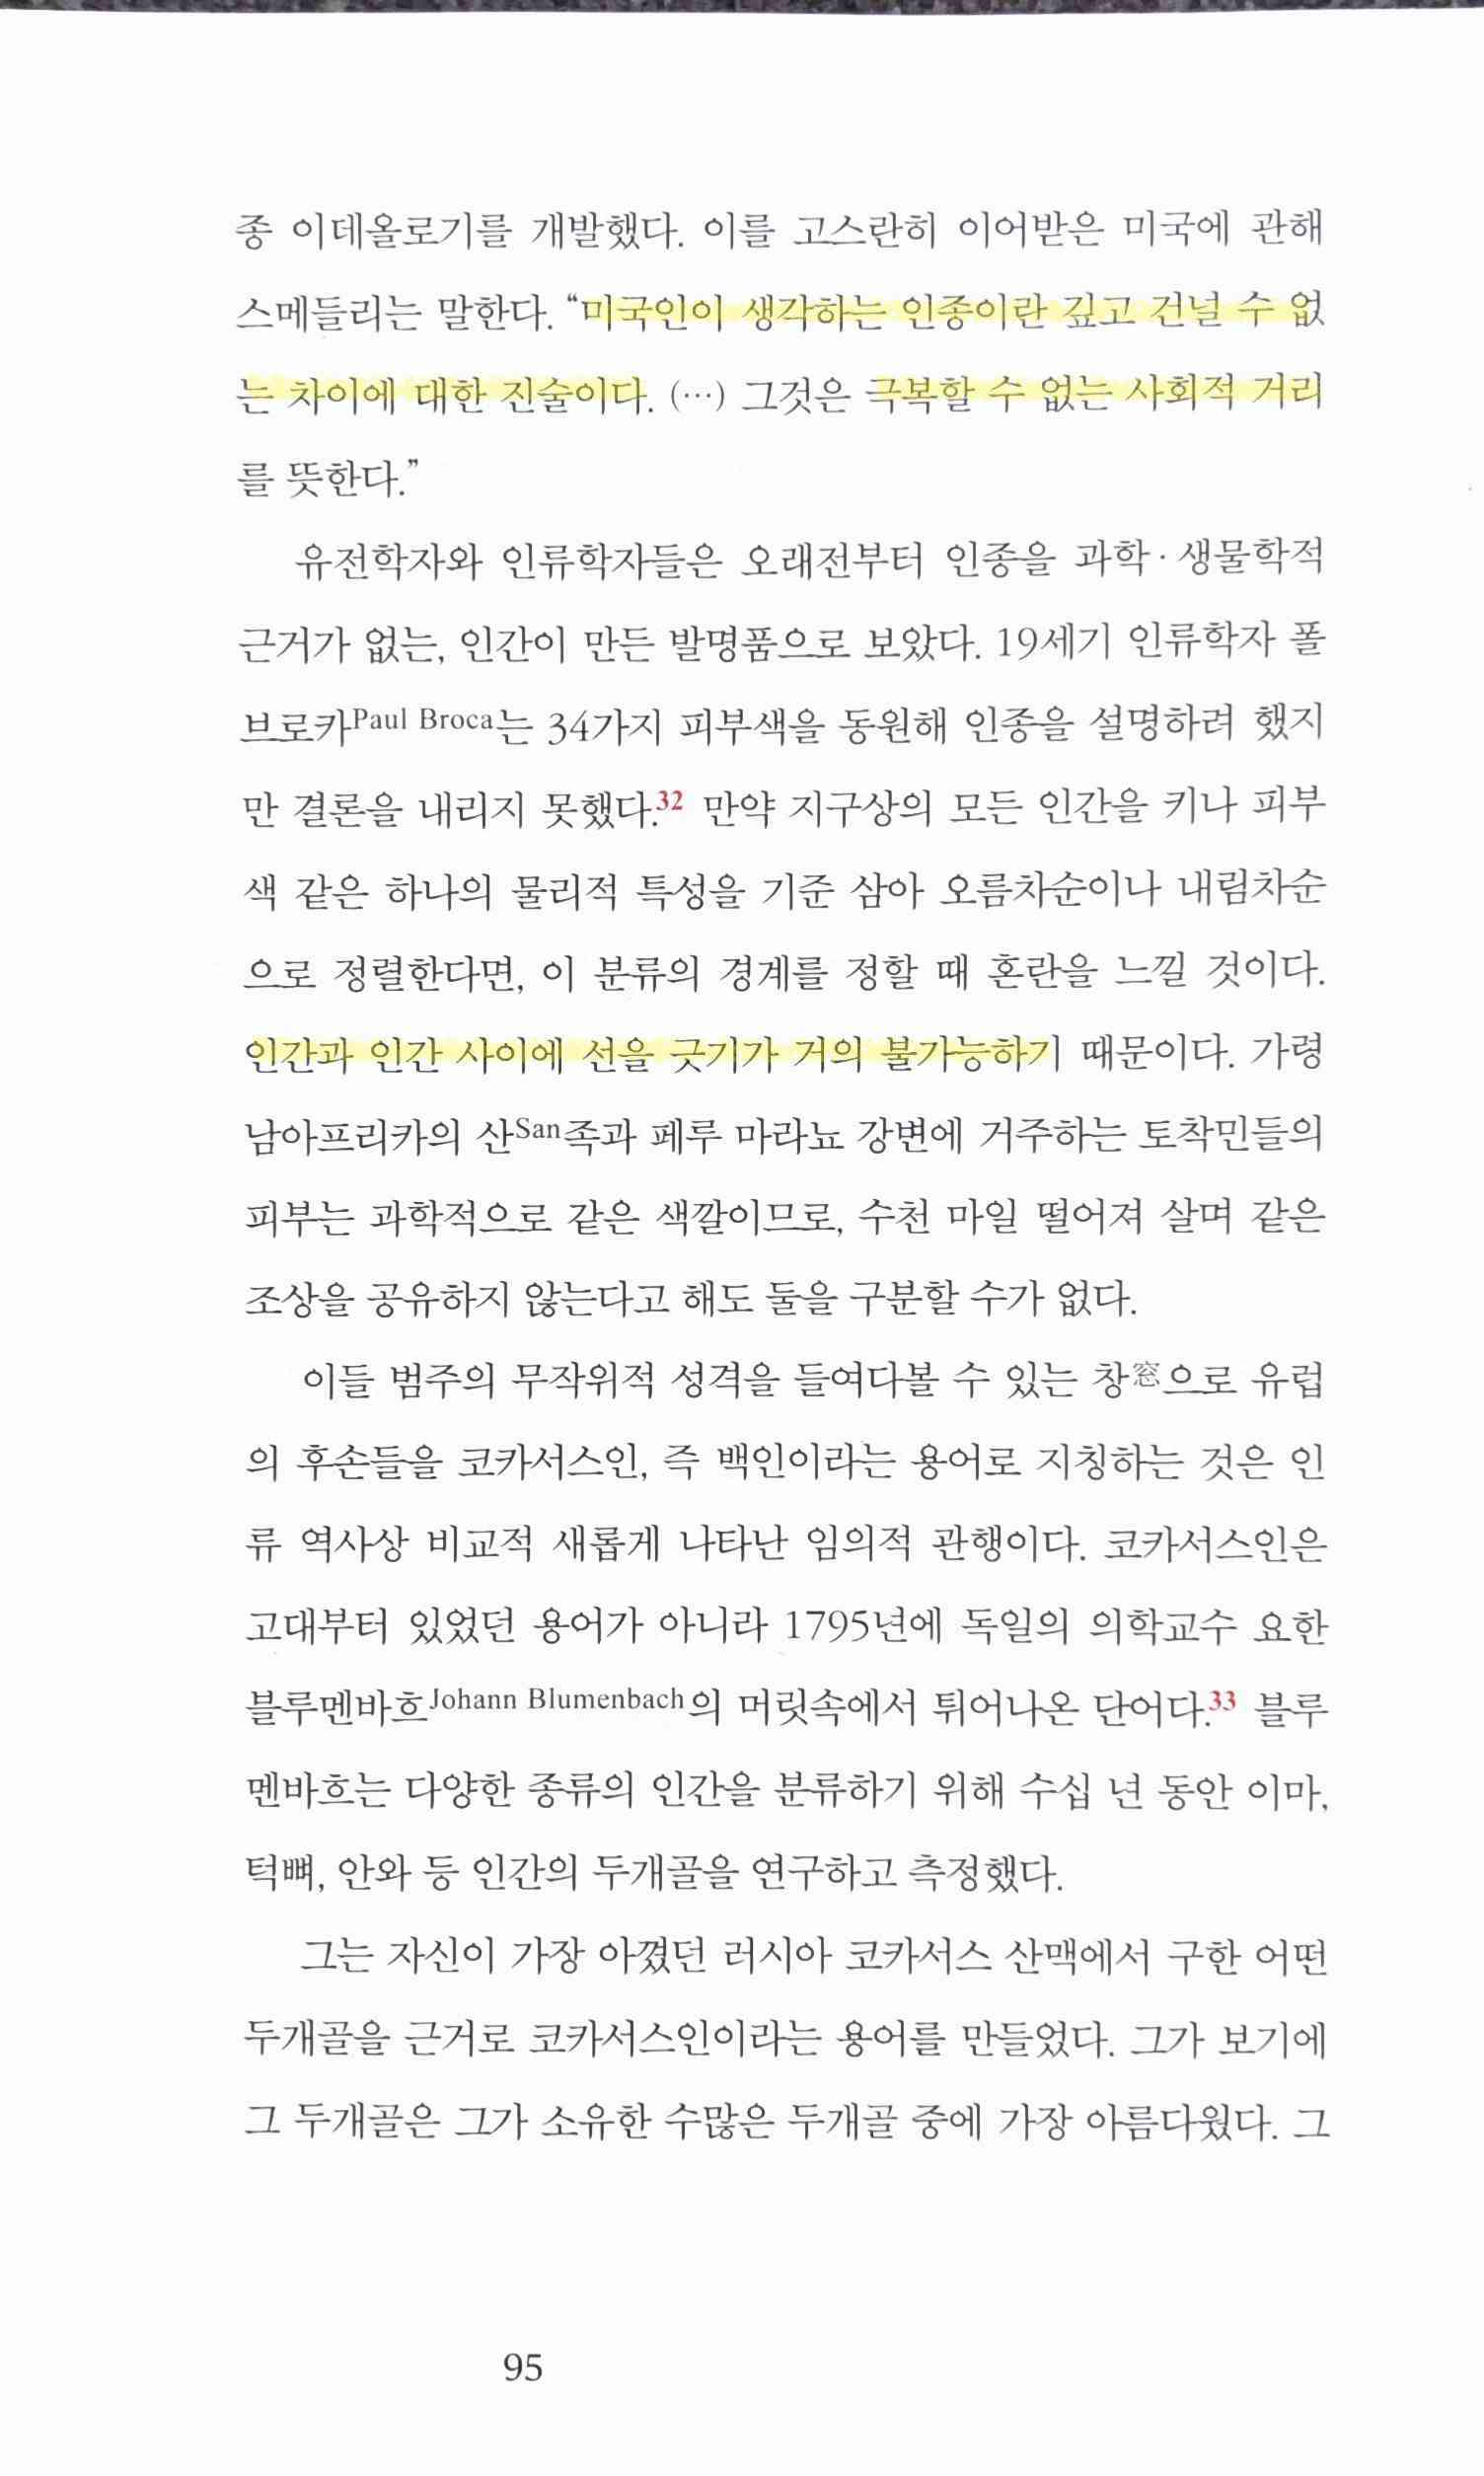 종 이데올로기를 개발했다. 이를 고스란히 이어받은 미국에 관해
스메들리는 말한다. “미국인이 생각하는 인종이란 깊고 건널 수 없
는 차이에 대한 진술이다. (…) 그것은 극복할 수 없는 사회적 거리
를 뜻한다.”
유전학자와 인류학자들은 오래전부터 인종을 과학·생물학적
근거가 없는, 인간이 만든 발명품으로 보았다. 19세기 인류학자 폴
브로카Paul Broca는 34가지 피부색을 동원해 인종을 설명하려 했지
만 결론을 내리지 못했다.32 만약 지구상의 모든 인간을 키나 피부
색 같은 하나의 물리적 특성을 기준 삼아 오름차순이나 내림차순
으로 정렬한다면, 이 분류의 경계를 정할 때 혼란을 느낄 것이다.
인간과 인간 사이에 선을 긋기가 거의 불가능하기 때문이다. 가령
남아프리카의 산San족과 페루 마라뇨 강변에 거주하는 토착민들의
피부는 과학적으로 같은 색깔이므로, 수천 마일 떨어져 살며 같은
조상을 공유하지 않는다고 해도 둘을 구분할 수가 없다.
이들 범주의 무작위적 성격을 들여다볼 수 있는 창窓으로 유럽
의 후손들을 코카서스인, 즉 백인이라는 용어로 지칭하는 것은 인
류 역사상 비교적 새롭게 나타난 임의적 관행이다. 코카서스인은
고대부터 있었던 용어가 아니라 1795년에 독일의 의학교수 요한
블루멘바흐Johann Blumenbach의 머릿속에서 튀어나온 단어다.33 블루
멘바흐는 다양한 종류의 인간을 분류하기 위해 수십 년 동안 이마,
턱뼈, 안와 등 인간의 두개골을 연구하고 측정했다.
그는 자신이 가장 아꼈던 러시아 코카서스 산맥에서 구한 어떤
두개골을 근거로 코카서스인이라는 용어를 만들었다. 그가 보기에
그 두개골은 그가 소유한 수많은 두개골 중에 가장 아름다웠다. 그
95